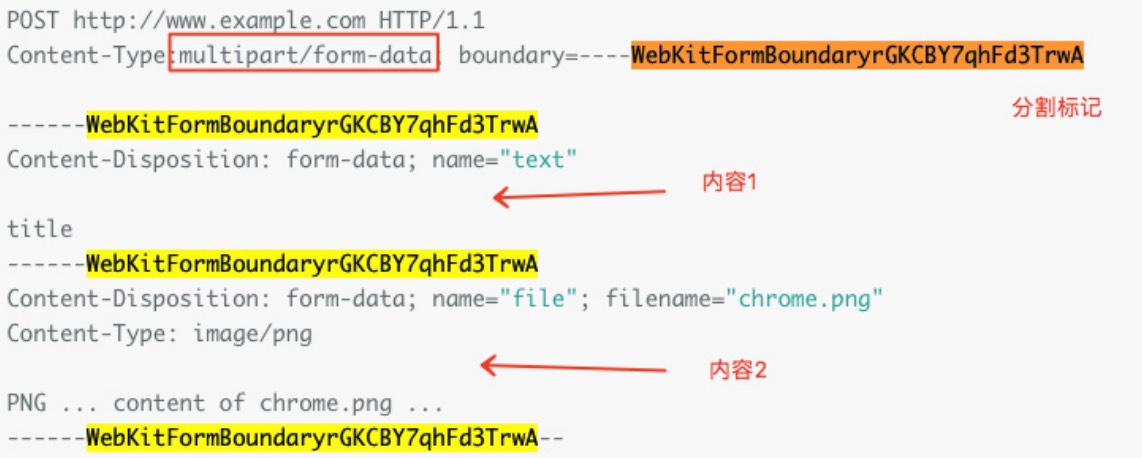 POST http://www.example.com HTTP/1.1
Content-Type:multipart/form-data; boundary=----WebKitFormBoundaryrGKCBY7qhFd3TrwA
分割标记
------WebKitFormBoundaryrGKCBY7qhFd3TrwA
Content-Disposition: form-data; name="text"
内容1
title
------WebKitFormBoundaryrGKCBY7qhFd3TrwA
Content-Disposition: form-data; name="file"; filename="chrome.png"
Content-Type: image/png
内容2
PNG ... content of chrome.png ...
------WebKitFormBoundaryrGKCBY7qhFd3TrwA--